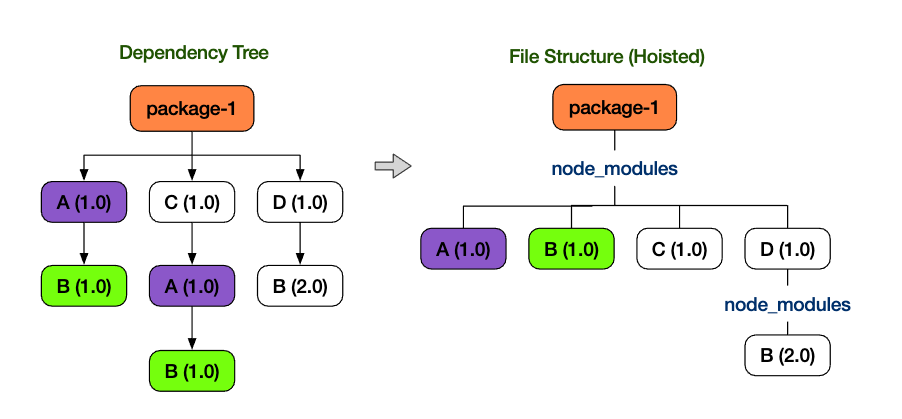 Dependency Tree
package-1
A (1.0)
C (1.0)
D (1.0)
B (1.0)
A (1.0)
B (2.0)
B (1.0)
File Structure (Hoisted)
package-1
node_modules
A (1.0)
B (1.0)
C (1.0)
D (1.0)
node_modules
B (2.0)